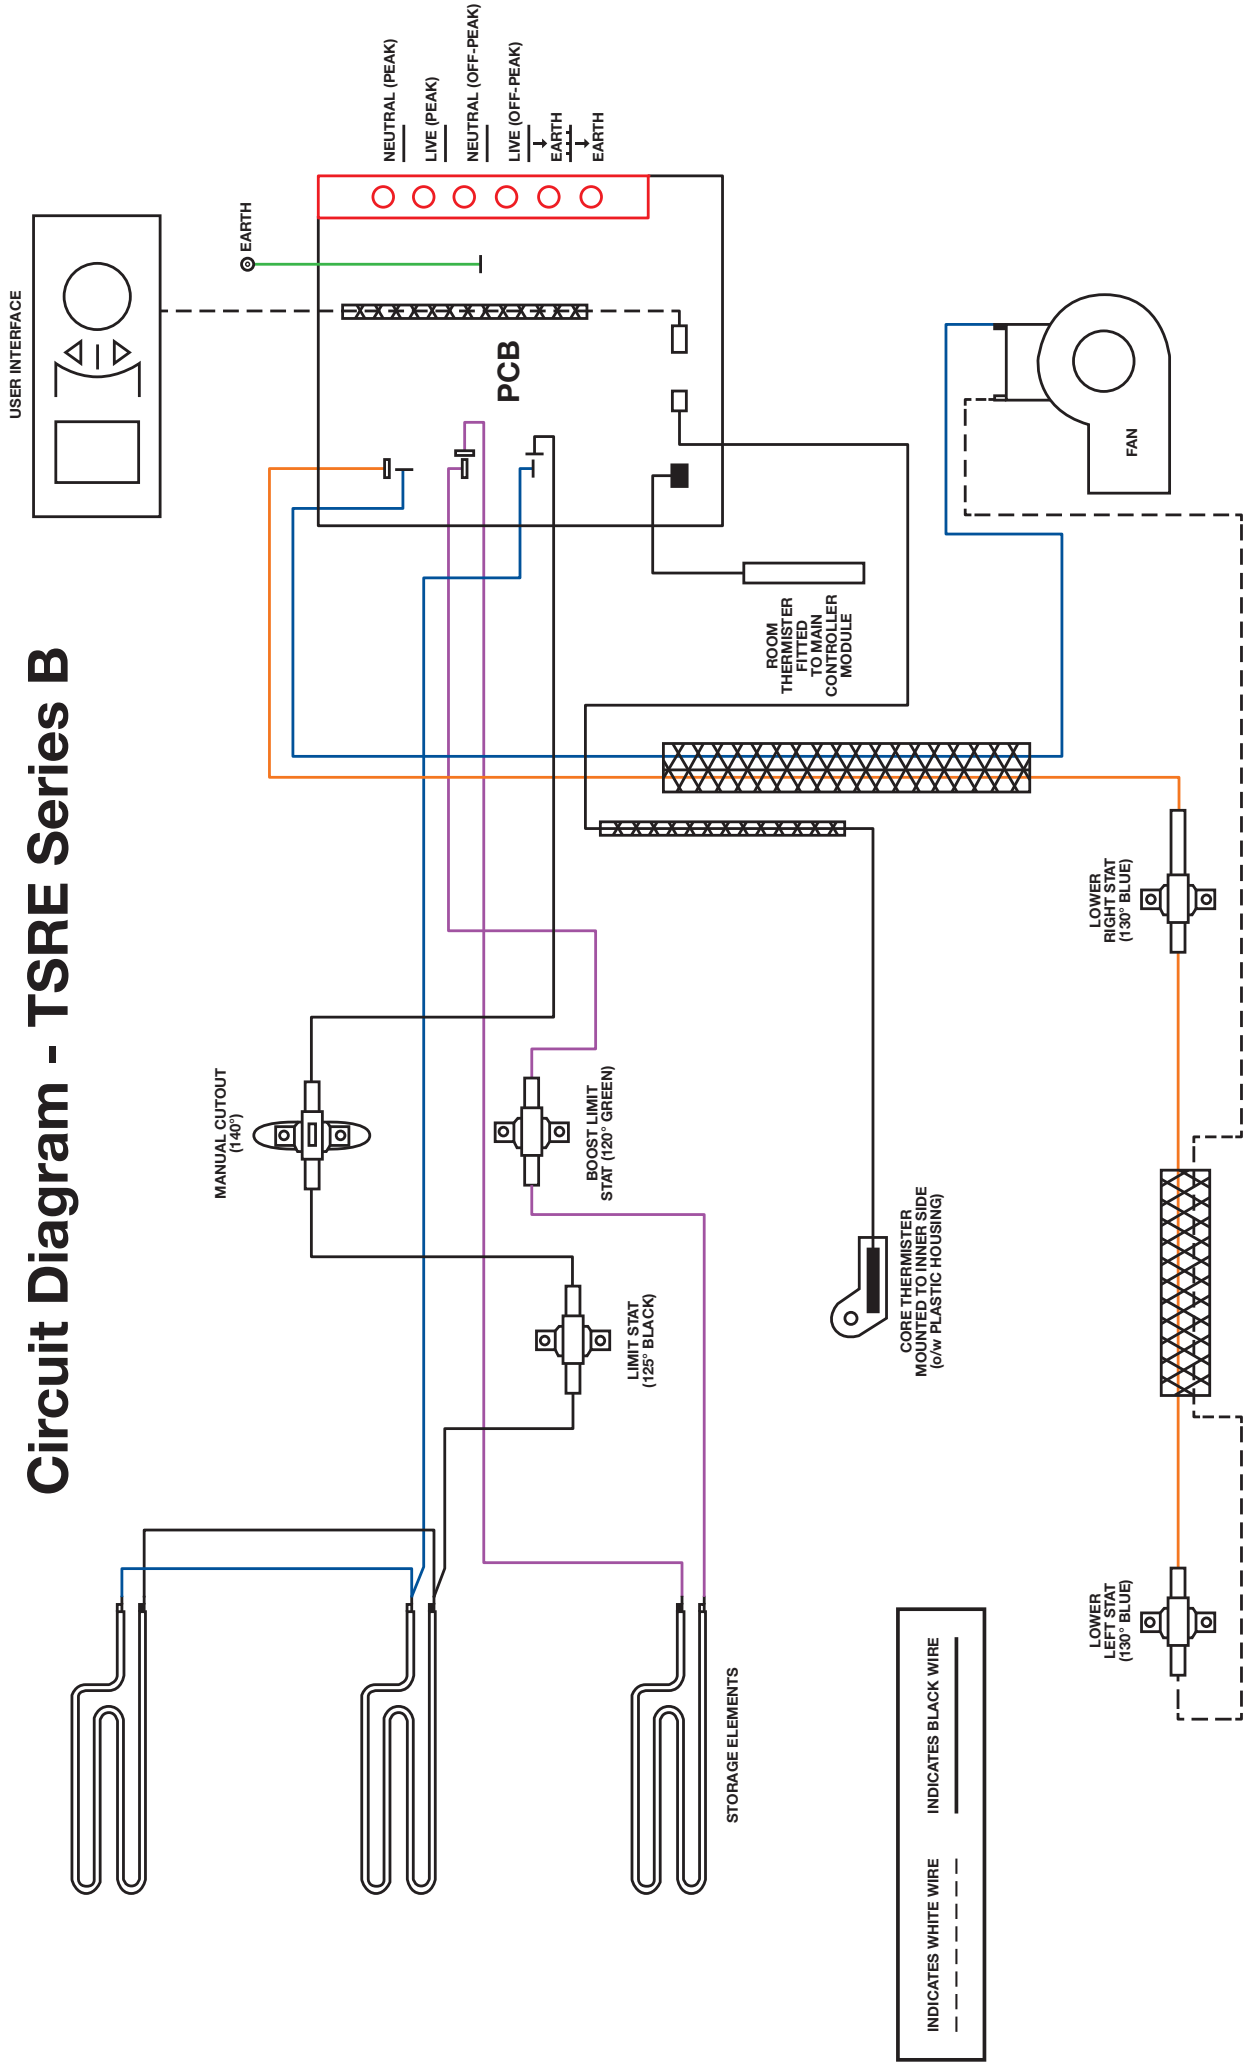 Circuit Diagram - TSRE Series B
USER INTERFACE
EARTH
NEUTRAL (PEAK)
LIVE (PEAK)
NEUTRAL (OFF-PEAK)
LIVE (OFF-PEAK)
EARTH
EARTH
PCB
MANUAL CUTOUT
(140°)
BOOST LIMIT
STAT (120° GREEN)
LIMIT STAT
(125° BLACK)
ROOM
THERMISTER
FITTED
TO MAIN
CONTROLLER
MODULE
STORAGE ELEMENTS
CORE THERMISTER
MOUNTED TO INNER SIDE
(o/w PLASTIC HOUSING)
FAN
LOWER
LEFT STAT
(130° BLUE)
LOWER
RIGHT STAT
(130° BLUE)
INDICATES WHITE WIRE
INDICATES BLACK WIRE